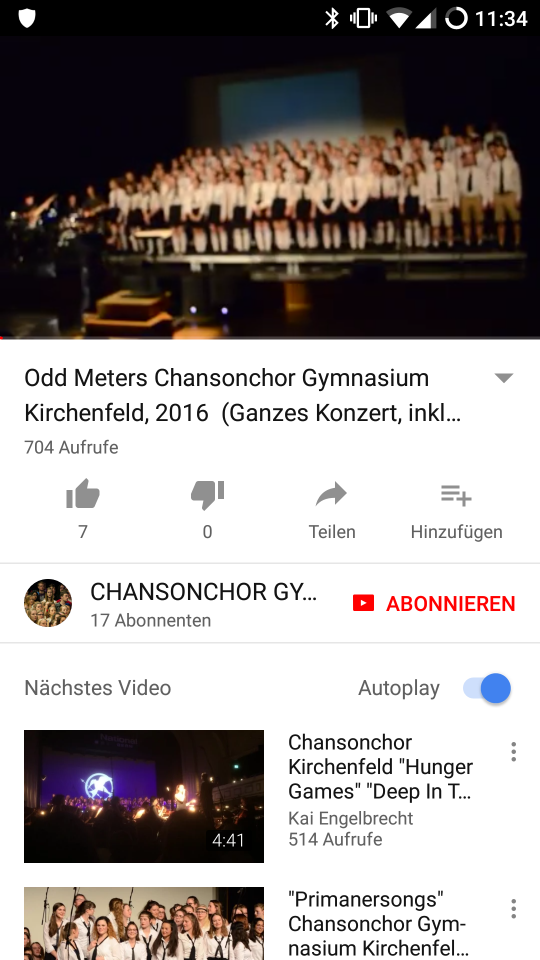 11:34
Odd Meters Chansonchor Gymnasium
Kirchenfeld, 2016  (Ganzes Konzert, inkl...
704 Aufrufe
7
0
Teilen
Hinzufügen
CHANSONCHOR GY...
17 Abonnenten
ABONNIEREN
Nächstes Video
Autoplay
4:41
Chansonchor
Kirchenfeld "Hunger
Games" "Deep In T...
Kai Engelbrecht
514 Aufrufe
"Primanersongs"
Chansonchor Gym-
nasium Kirchenfel...